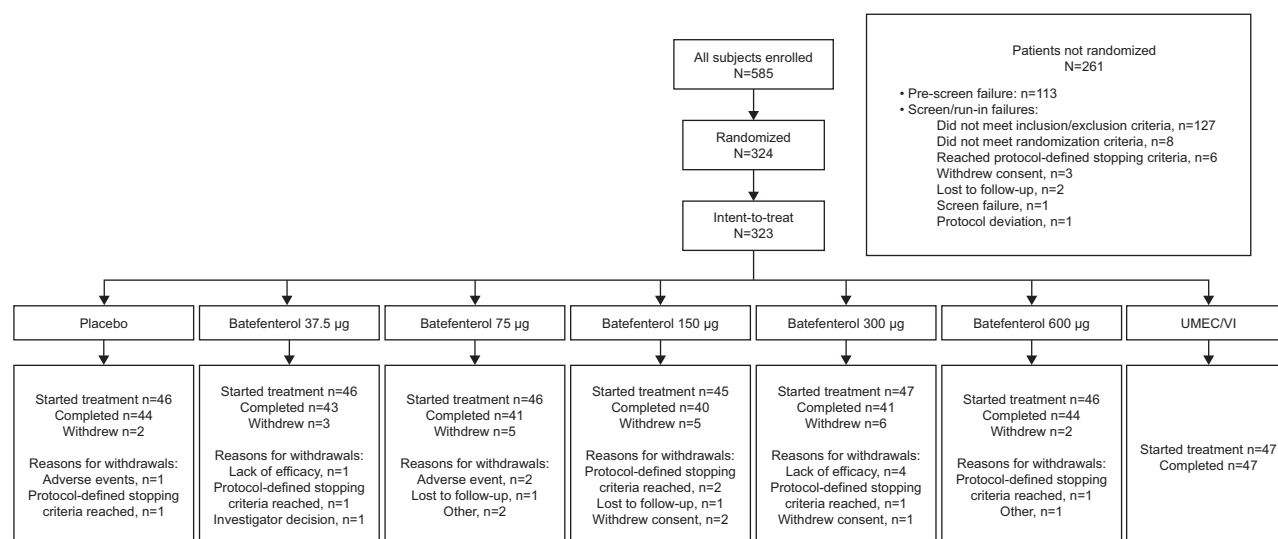 All subjects enrolled
N=585
Randomized
N=324
Intent-to-treat
N=323
Patients not randomized
N=261
• Pre-screen failure: n=113
• Screen/run-in failures:
Did not meet inclusion/exclusion criteria, n=127
Did not meet randomization criteria, n=8
Reached protocol-defined stopping criteria, n=6
Withdrew consent, n=3
Lost to follow-up, n=2
Screen failure, n=1
Protocol deviation, n=1
Placebo
Started treatment n=46
Completed n=44
Withdrew n=2
Reasons for withdrawals:
Adverse events, n=1
Protocol-defined stopping
criteria reached, n=1
Batefenterol 37.5 µg
Started treatment n=46
Completed n=43
Withdrew n=3
Reasons for withdrawals:
Lack of efficacy, n=1
Protocol-defined stopping
criteria reached, n=1
Investigator decision, n=1
Batefenterol 75 µg
Started treatment n=46
Completed n=41
Withdrew n=5
Reasons for withdrawals:
Adverse event, n=2
Lost to follow-up, n=1
Other, n=2
Batefenterol 150 µg
Started treatment n=45
Completed n=40
Withdrew n=5
Reasons for withdrawals:
Protocol-defined stopping
criteria reached, n=2
Lost to follow-up, n=1
Withdrew consent, n=2
Batefenterol 300 µg
Started treatment n=47
Completed n=41
Withdrew n=6
Reasons for withdrawals:
Lack of efficacy, n=4
Protocol-defined stopping
criteria reached, n=1
Withdrew consent, n=1
Batefenterol 600 µg
Started treatment n=46
Completed n=44
Withdrew n=2
Reasons for withdrawals:
Protocol-defined stopping
criteria reached, n=1
Other, n=1
UMEC/VI
Started treatment n=47
Completed n=47